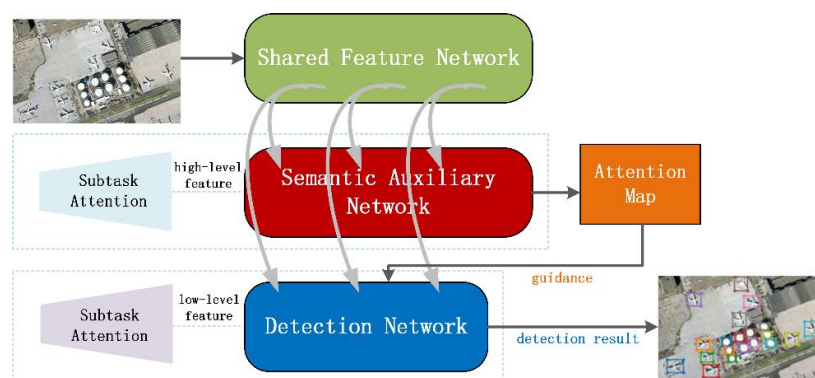 Shared Feature Network
Subtask
Attention
high-level
feature
Semantic Auxiliary
Network
Attention
Map
guidance
Subtask
Attention
low-level
feature
Detection Network
detection result